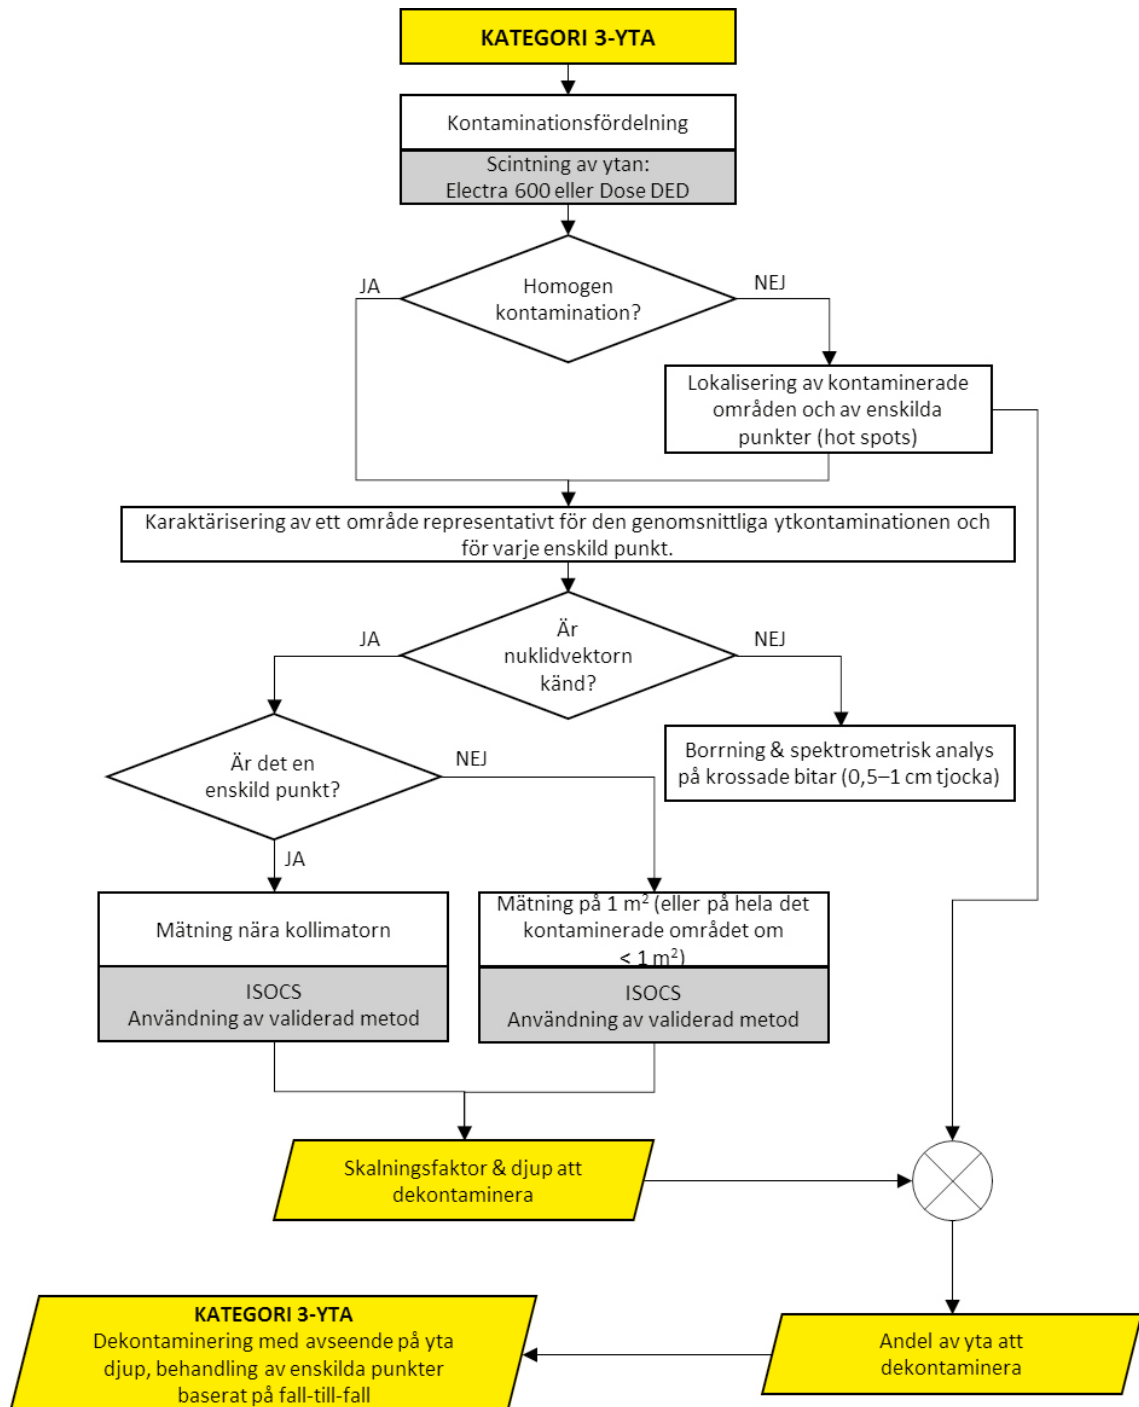 KATEGORI 3-YTA
Kontaminationsfördelning
Scintning av ytan:
Electra 600 eller Dose DED
JA
Homogen
kontamination?
NEJ
Lokalisering av kontaminerade
områden och av enskilda
punkter (hot spots)
Karaktärisering av ett område representativt för den genomsnittliga ytkontaminationen och
för varje enskild punkt.
JA
Är
nuklidvektorn
känd?
NEJ
Borrning & spektrometrisk analys
på krossade bitar (0,5–1 cm tjocka)
Är det en
enskild punkt?
NEJ
JA
Mätning nära kollimatorn
ISOCS
Användning av validerad metod
Mätning på 1 m² (eller på hela det
kontaminerade området om
< 1 m²)
ISOCS
Användning av validerad metod
Skalningsfaktor & djup att
dekontaminera
Andel av yta att
dekontaminera
KATEGORI 3-YTA
Dekontaminering med avseende på yta
djup, behandling av enskilda punkter
baserat på fall-till-fall